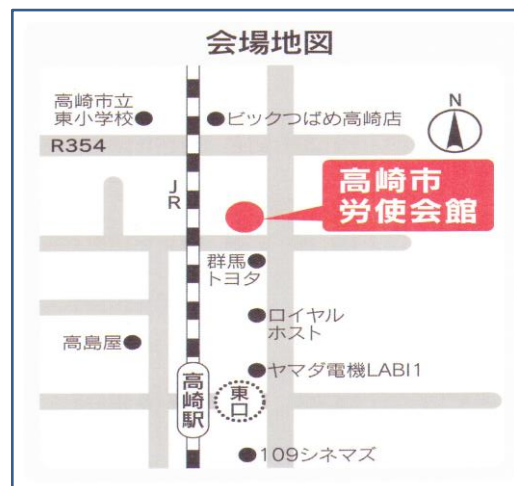 会場地図
高崎市立
東小学校
ビックつばめ高崎店
N
R354
JR
高崎市
労使会館
群馬
トヨタ
ロイヤル
ホスト
高島屋
ヤマダ電機LABI1
高崎駅
東口
109シネマズ